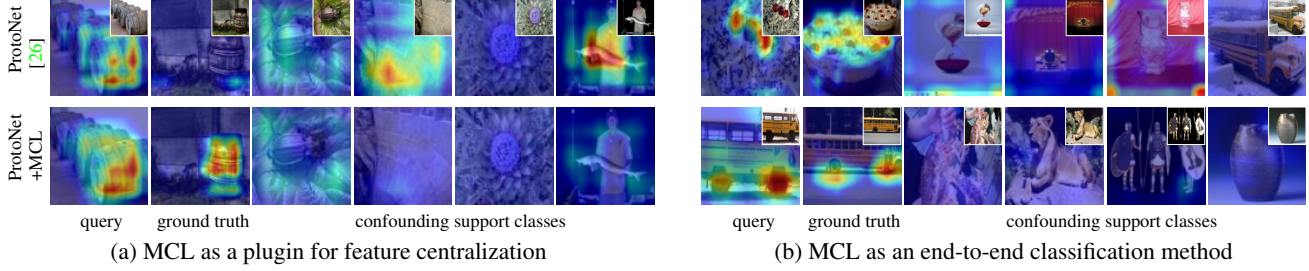 ProtoNet
[26]
ProtoNet
+MCL
query
ground truth
confounding support classes
(a) MCL as a plugin for feature centralization
INDIANA
query
ground truth
confounding support classes
(b) MCL as an end-to-end classification method